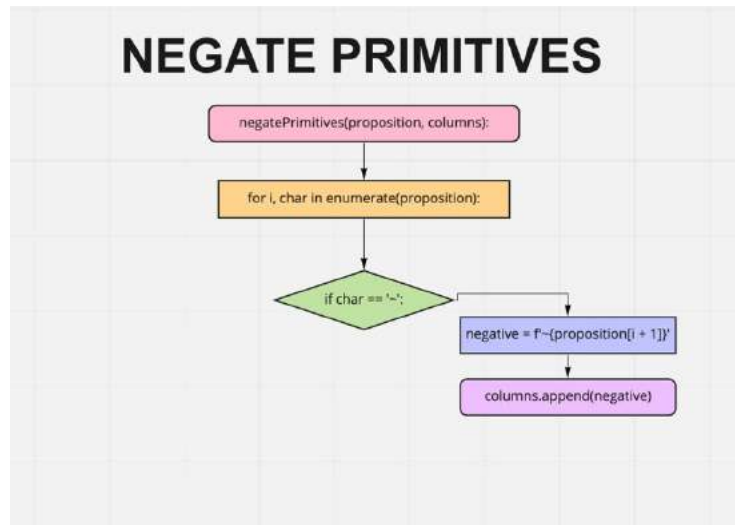 NEGATE PRIMITIVES
negatePrimitives(proposition, columns):
for i, char in enumerate(proposition):
if char == '~':
negative = f'~{proposition[i + 1]}'
columns.append(negative)